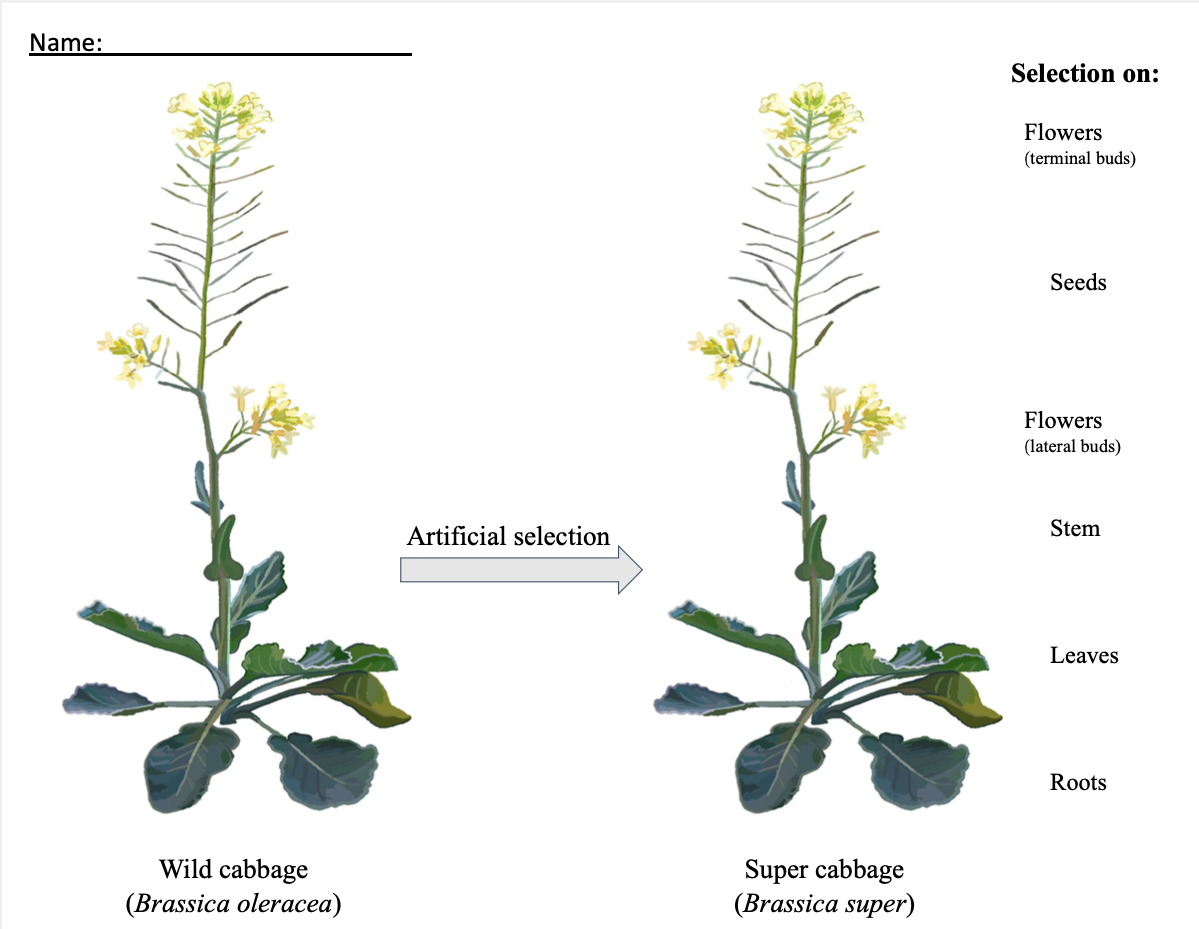 Name:
Selection on:
Flowers
(terminal buds)
Seeds
Flowers
(lateral buds)
Artificial selection
Stem
Leaves
Roots
Wild cabbage
(Brassica oleracea)
Super cabbage
(Brassica super)